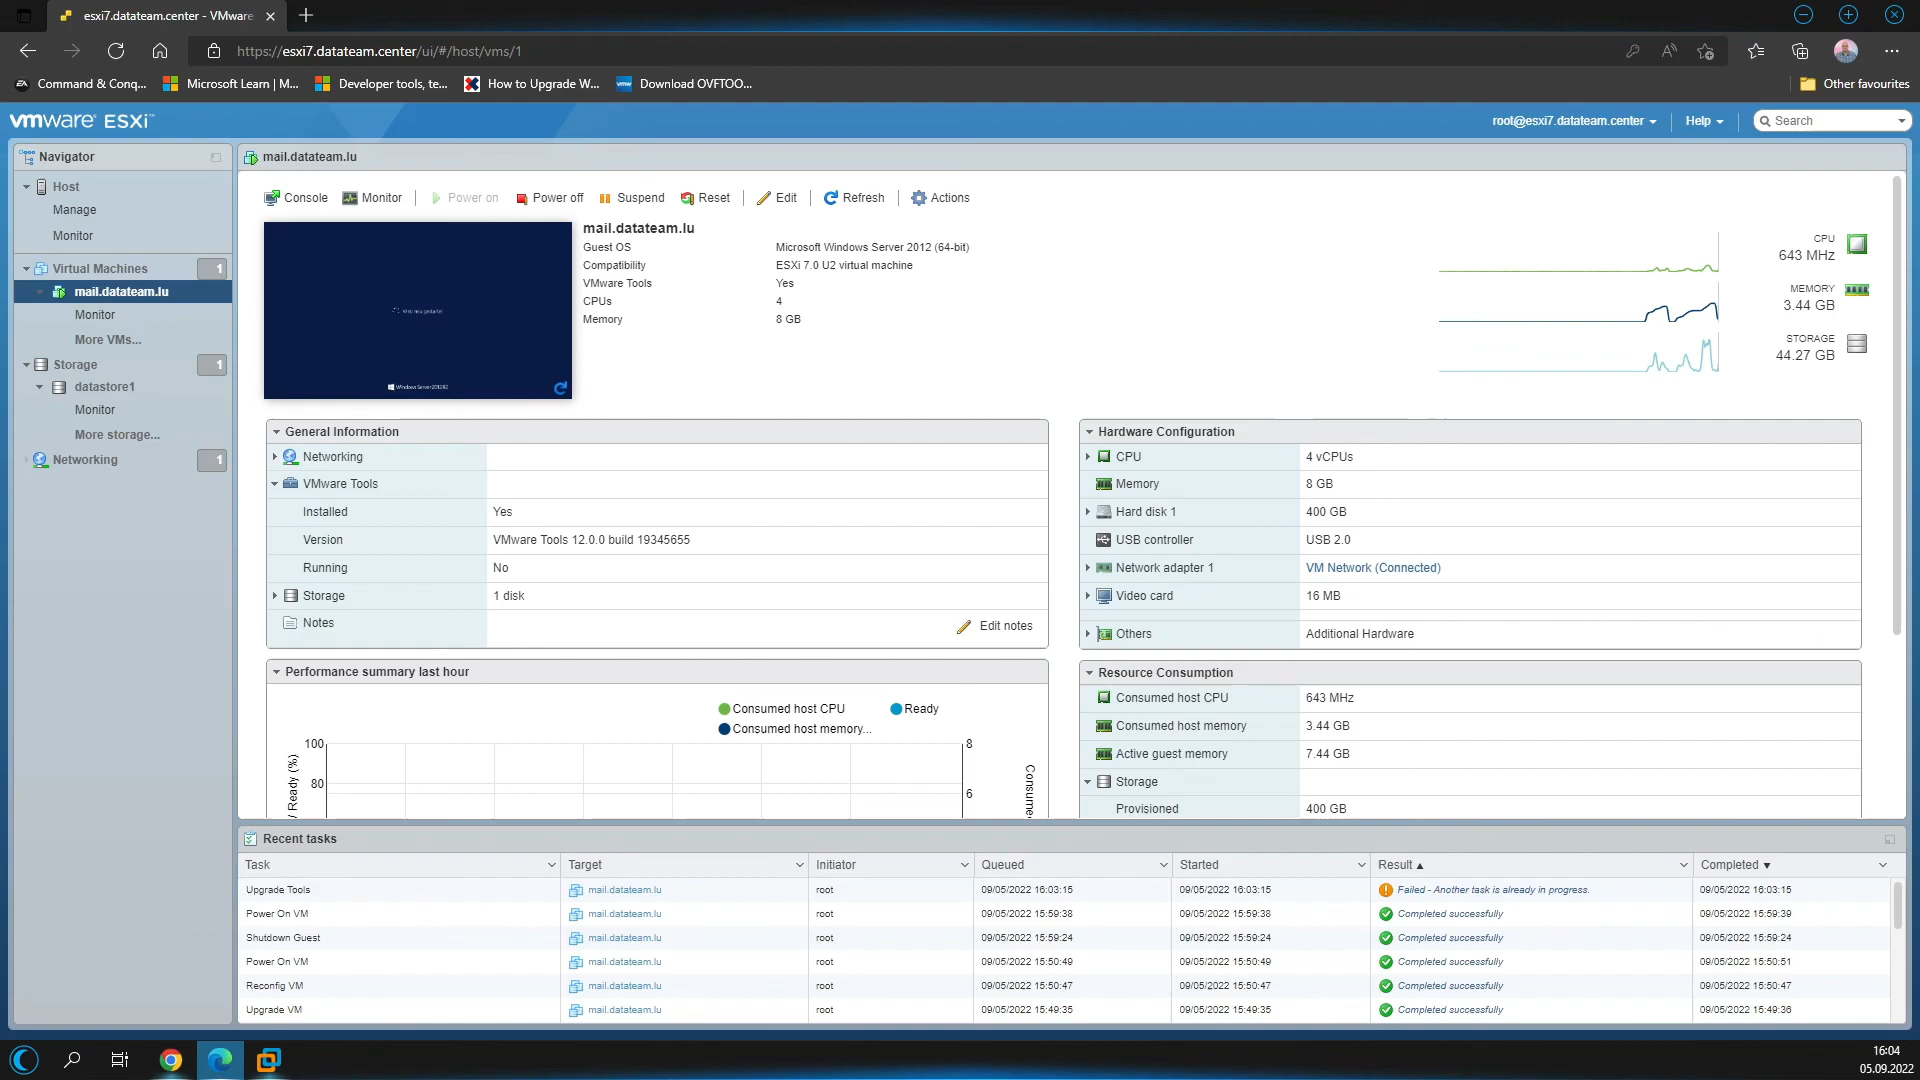 esxi7.datateam.center - VMware
https://esxi7.datateam.center/ui/#/host/vms/1
Command & Conq...
Microsoft Learn | M...
Developer tools, te...
How to Upgrade W...
Download OVFTOO...
Other favourites
vmware ESXi
root@esxi7.datateam.center
Help
Search
Navigator
Host
Manage
Monitor
Virtual Machines
1
mail.datateam.lu
Monitor
More VMs...
Storage
1
datastore1
Monitor
More storage...
Networking
1
mail.datateam.lu
Console
Monitor
Power on
Power off
Suspend
Reset
Edit
Refresh
Actions
Windows Server 2012 R2
mail.datateam.lu
Guest OS Microsoft Windows Server 2012 (64-bit)
Compatibility ESXi 7.0 U2 virtual machine
VMware Tools Yes
CPUs 4
Memory 8 GB
CPU
643 MHz
MEMORY
3.44 GB
STORAGE
44.27 GB
General Information
Networking
VMware Tools
Installed Yes
Version VMware Tools 12.0.0 build 19345655
Running No
Storage 1 disk
Notes
Edit notes
Hardware Configuration
CPU 4 vCPUs
Memory 8 GB
Hard disk 1 400 GB
USB controller USB 2.0
Network adapter 1 VM Network (Connected)
Video card 16 MB
Others Additional Hardware
Performance summary last hour
Consumed host CPU
Ready
Consumed host memory...
100
80
/ Ready (%)
8
6
Consume
Resource Consumption
Consumed host CPU 643 MHz
Consumed host memory 3.44 GB
Active guest memory 7.44 GB
Storage
Provisioned 400 GB
Recent tasks
Task Target Initiator Queued Started Result Completed
Upgrade Tools mail.datateam.lu root 09/05/2022 16:03:15 09/05/2022 16:03:15 Failed - Another task is already in progress. 09/05/2022 16:03:15
Power On VM mail.datateam.lu root 09/05/2022 15:59:38 09/05/2022 15:59:38 Completed successfully 09/05/2022 15:59:39
Shutdown Guest mail.datateam.lu root 09/05/2022 15:59:24 09/05/2022 15:59:24 Completed successfully 09/05/2022 15:59:24
Power On VM mail.datateam.lu root 09/05/2022 15:50:49 09/05/2022 15:50:49 Completed successfully 09/05/2022 15:50:51
Reconfig VM mail.datateam.lu root 09/05/2022 15:50:47 09/05/2022 15:50:47 Completed successfully 09/05/2022 15:50:47
Upgrade VM mail.datateam.lu root 09/05/2022 15:49:35 09/05/2022 15:49:35 Completed successfully 09/05/2022 15:49:36
16:04
05.09.2022